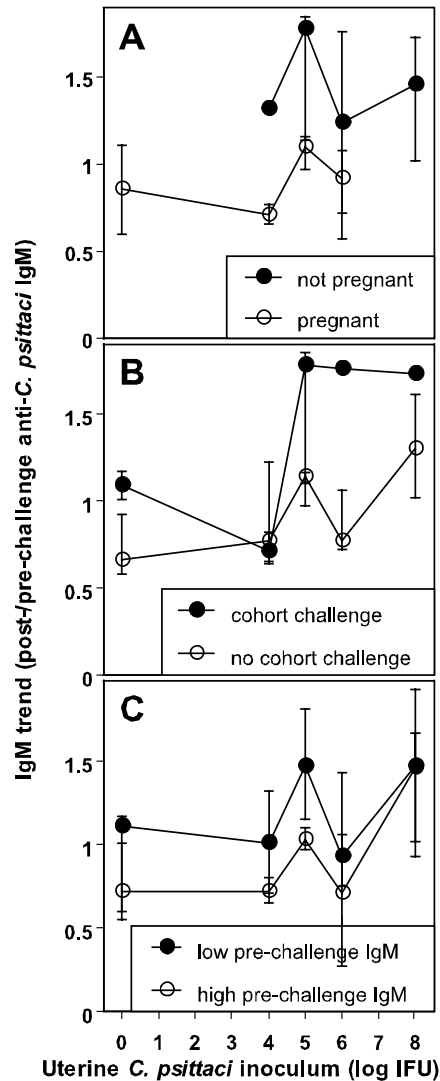 IgM trend (post-/pre-challenge anti-C. psittaci IgM)
A
1.5
1
0.5
0
not pregnant
pregnant
B
1.5
1
0.5
0
cohort challenge
no cohort challenge
C
1.5
1
0.5
0
low pre-challenge IgM
high pre-challenge IgM
0 1 2 3 4 5 6 7 8
Uterine C. psittaci inoculum (log IFU)